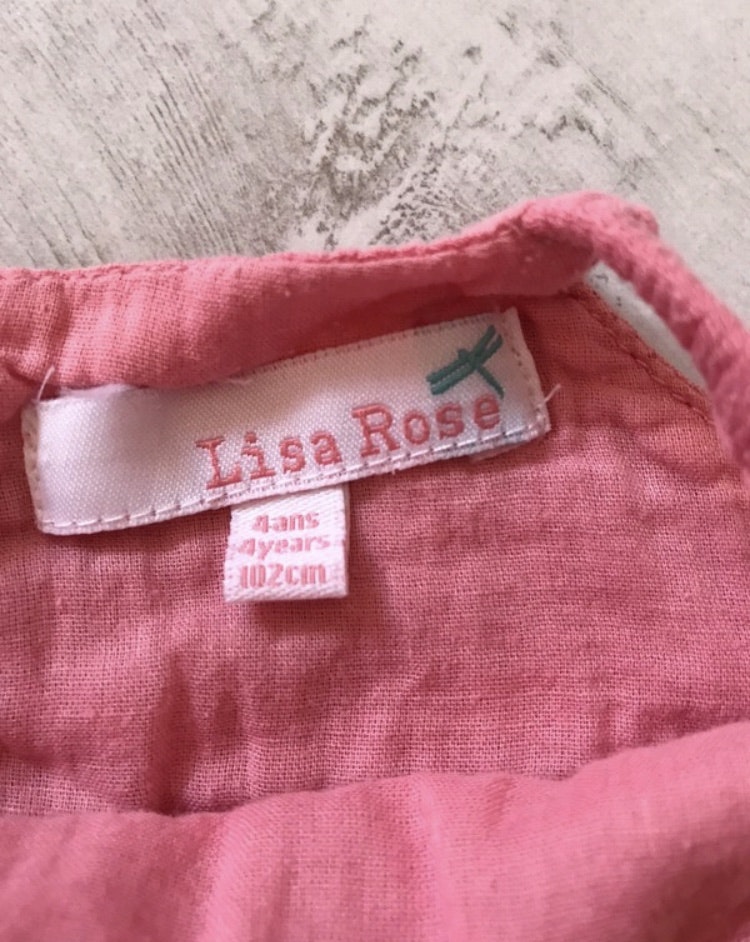 Lisa Rose
4ans
4years
102cm